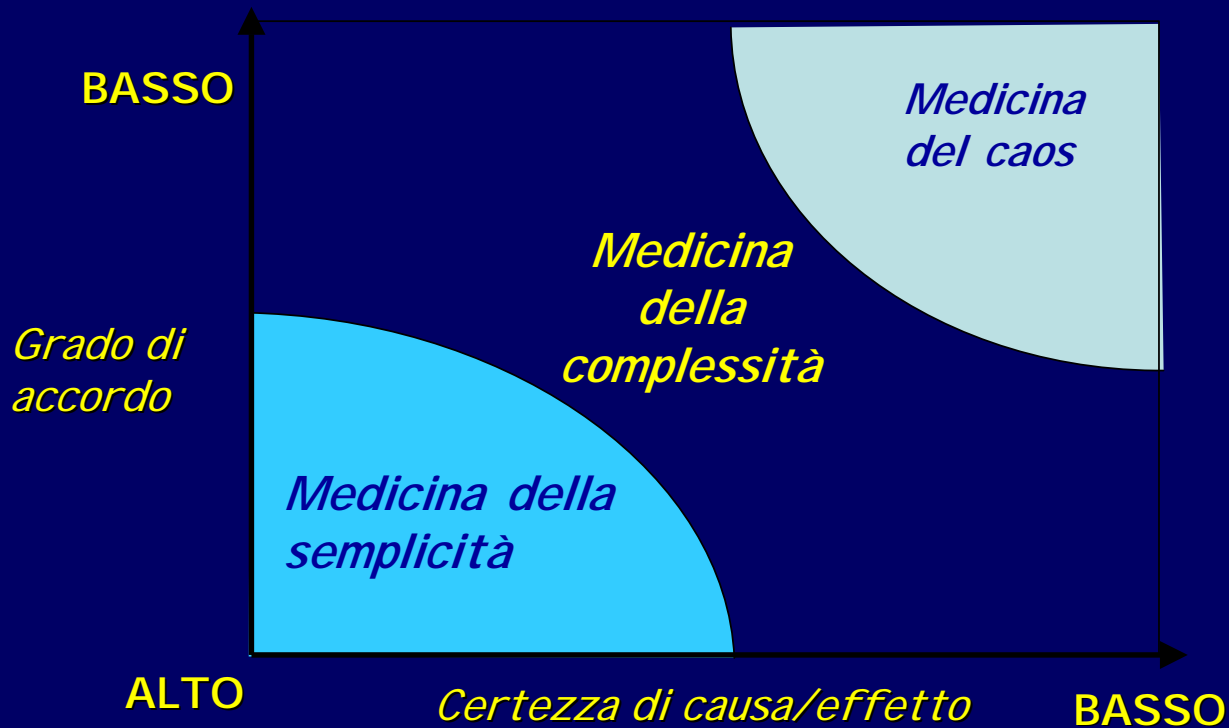 BASSO
Medicina
del caos
Medicina
della
complessità
Grado di
accordo
Medicina della
semplicità
ALTO
Certezza di causa/effetto
BASSO